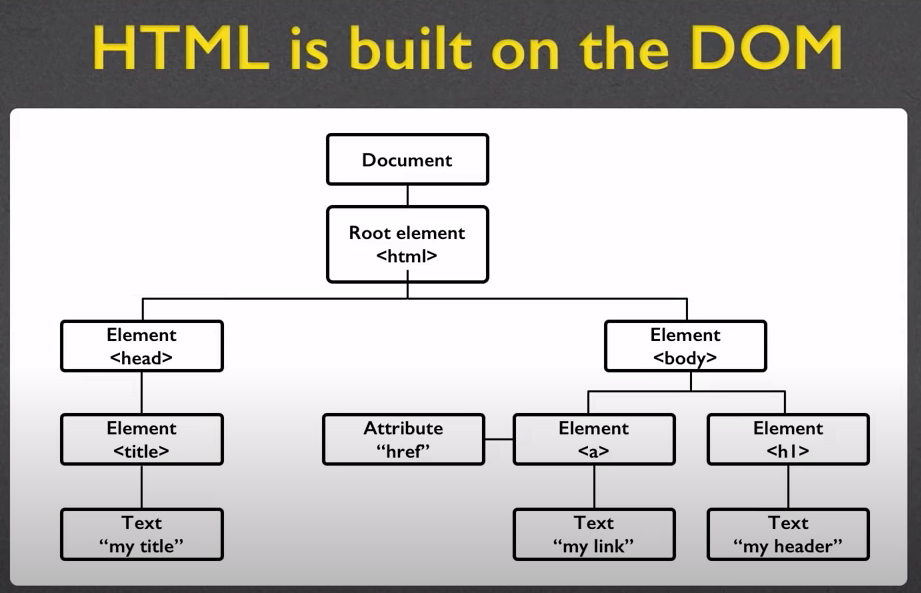 HTML is built on the DOM
Document
Root element
<html>
Element
<head>
Element
<body>
Element
<title>
Attribute
“href”
Element
<a>
Element
<h1>
Text
“my title”
Text
“my link”
Text
“my header”